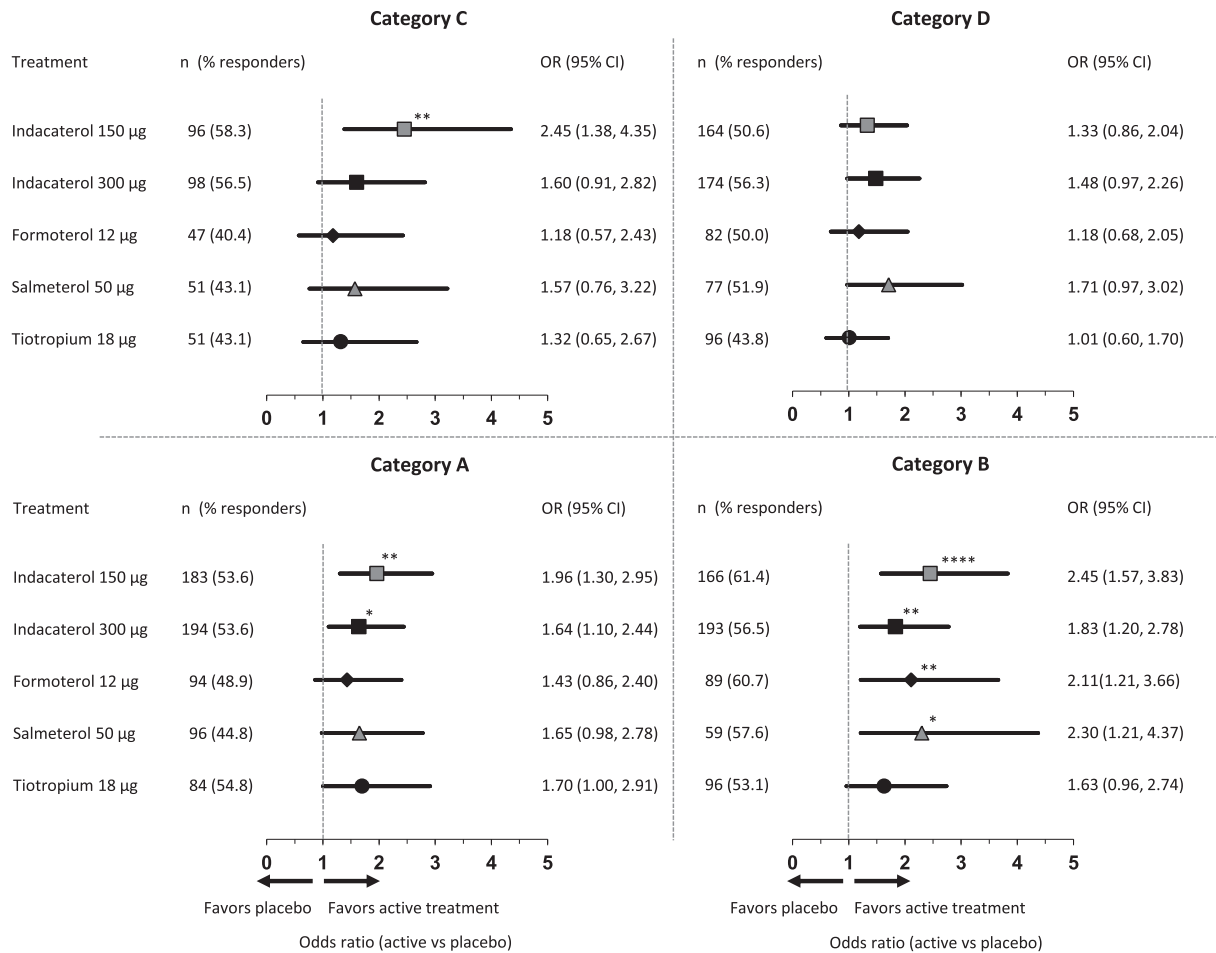 Category C
Treatment n (% responders) OR (95% CI)
Indacaterol 150 µg 96 (58.3) ** 2.45 (1.38, 4.35)
Indacaterol 300 µg 98 (56.5) 1.60 (0.91, 2.82)
Formoterol 12 µg 47 (40.4) 1.18 (0.57, 2.43)
Salmeterol 50 µg 51 (43.1) 1.57 (0.76, 3.22)
Tiotropium 18 µg 51 (43.1) 1.32 (0.65, 2.67)
0 1 2 3 4 5
Category D
n (% responders) OR (95% CI)
164 (50.6) 1.33 (0.86, 2.04)
174 (56.3) 1.48 (0.97, 2.26)
82 (50.0) 1.18 (0.68, 2.05)
77 (51.9) 1.71 (0.97, 3.02)
96 (43.8) 1.01 (0.60, 1.70)
0 1 2 3 4 5
Category A
Treatment n (% responders) OR (95% CI)
Indacaterol 150 µg 183 (53.6) ** 1.96 (1.30, 2.95)
Indacaterol 300 µg 194 (53.6) * 1.64 (1.10, 2.44)
Formoterol 12 µg 94 (48.9) 1.43 (0.86, 2.40)
Salmeterol 50 µg 96 (44.8) 1.65 (0.98, 2.78)
Tiotropium 18 µg 84 (54.8) 1.70 (1.00, 2.91)
0 1 2 3 4 5
Favors placebo Favors active treatment
Odds ratio (active vs placebo)
Category B
n (% responders) OR (95% CI)
166 (61.4) **** 2.45 (1.57, 3.83)
193 (56.5) ** 1.83 (1.20, 2.78)
89 (60.7) ** 2.11(1.21, 3.66)
59 (57.6) * 2.30 (1.21, 4.37)
96 (53.1) 1.63 (0.96, 2.74)
0 1 2 3 4 5
Favors placebo Favors active treatment
Odds ratio (active vs placebo)